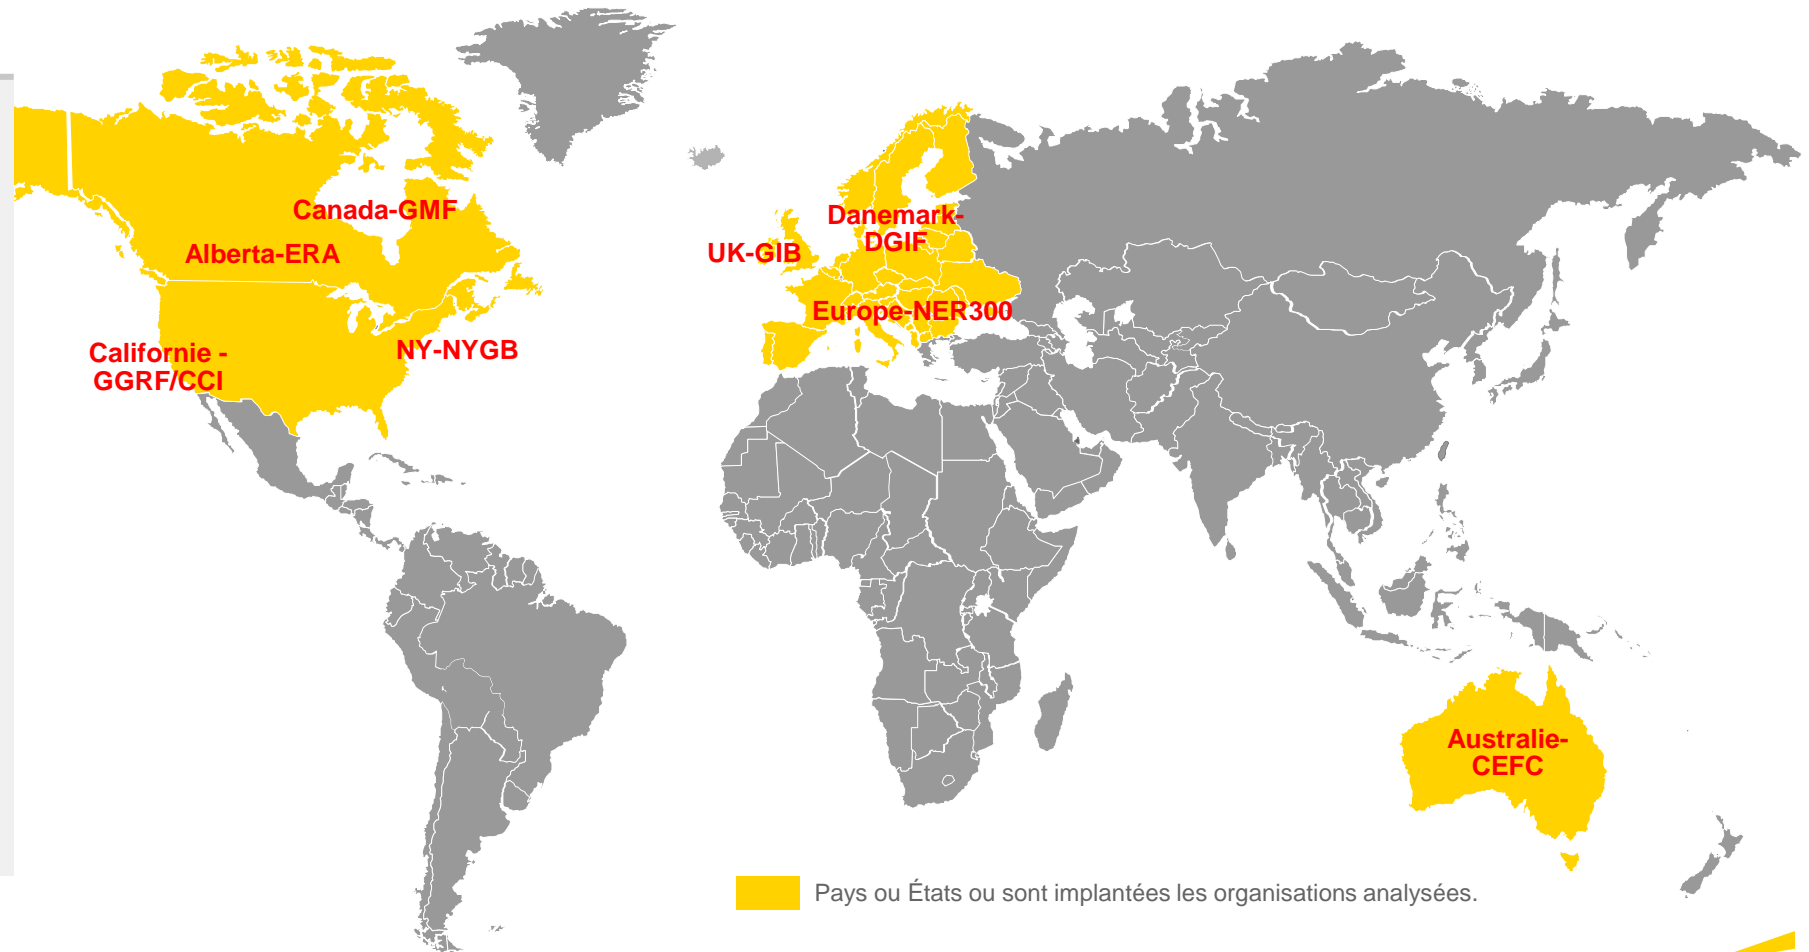 Canada-GMF
Alberta-ERA
Californie -
GGRF/CCI
NY-NYGB
UK-GIB
Danemark-
DGIF
Europe-NER300
Australie-
CEFC
Pays ou États ou sont implantées les organisations analysées.